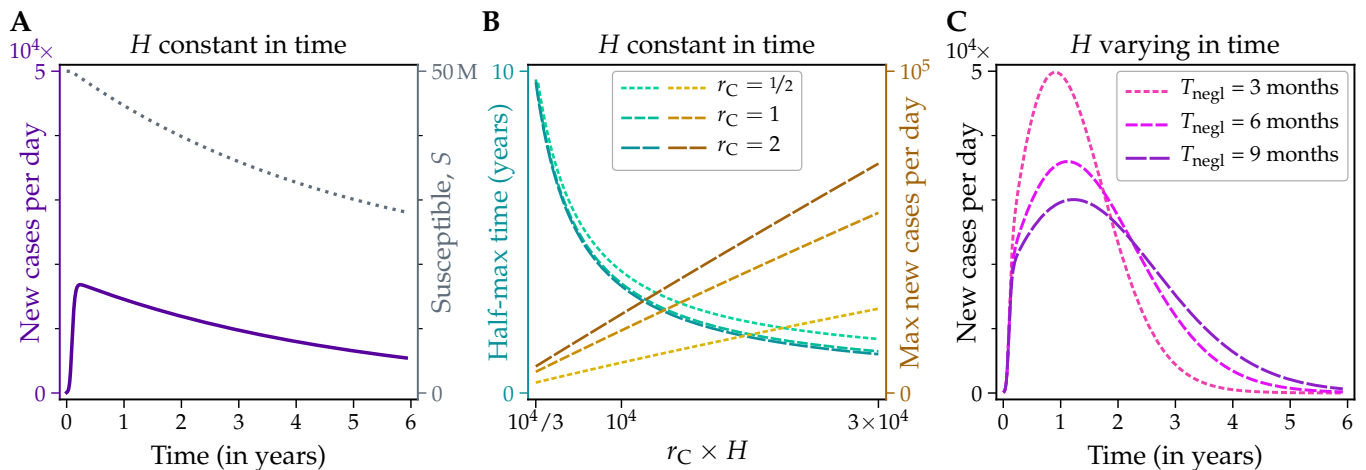 A
H constant in time
10⁴×
5
0
New cases per day
50 M
0
Susceptible, S
0 1 2 3 4 5 6
Time (in years)
B
H constant in time
10
0
Half-max time (years)
r_C = 1/2
r_C = 1
r_C = 2
10⁵
0
Max new cases per day
10⁴/3 10⁴ 3×10⁴
r_C × H
C
H varying in time
10⁴×
5
0
New cases per day
T_negl = 3 months
T_negl = 6 months
T_negl = 9 months
0 1 2 3 4 5 6
Time (in years)